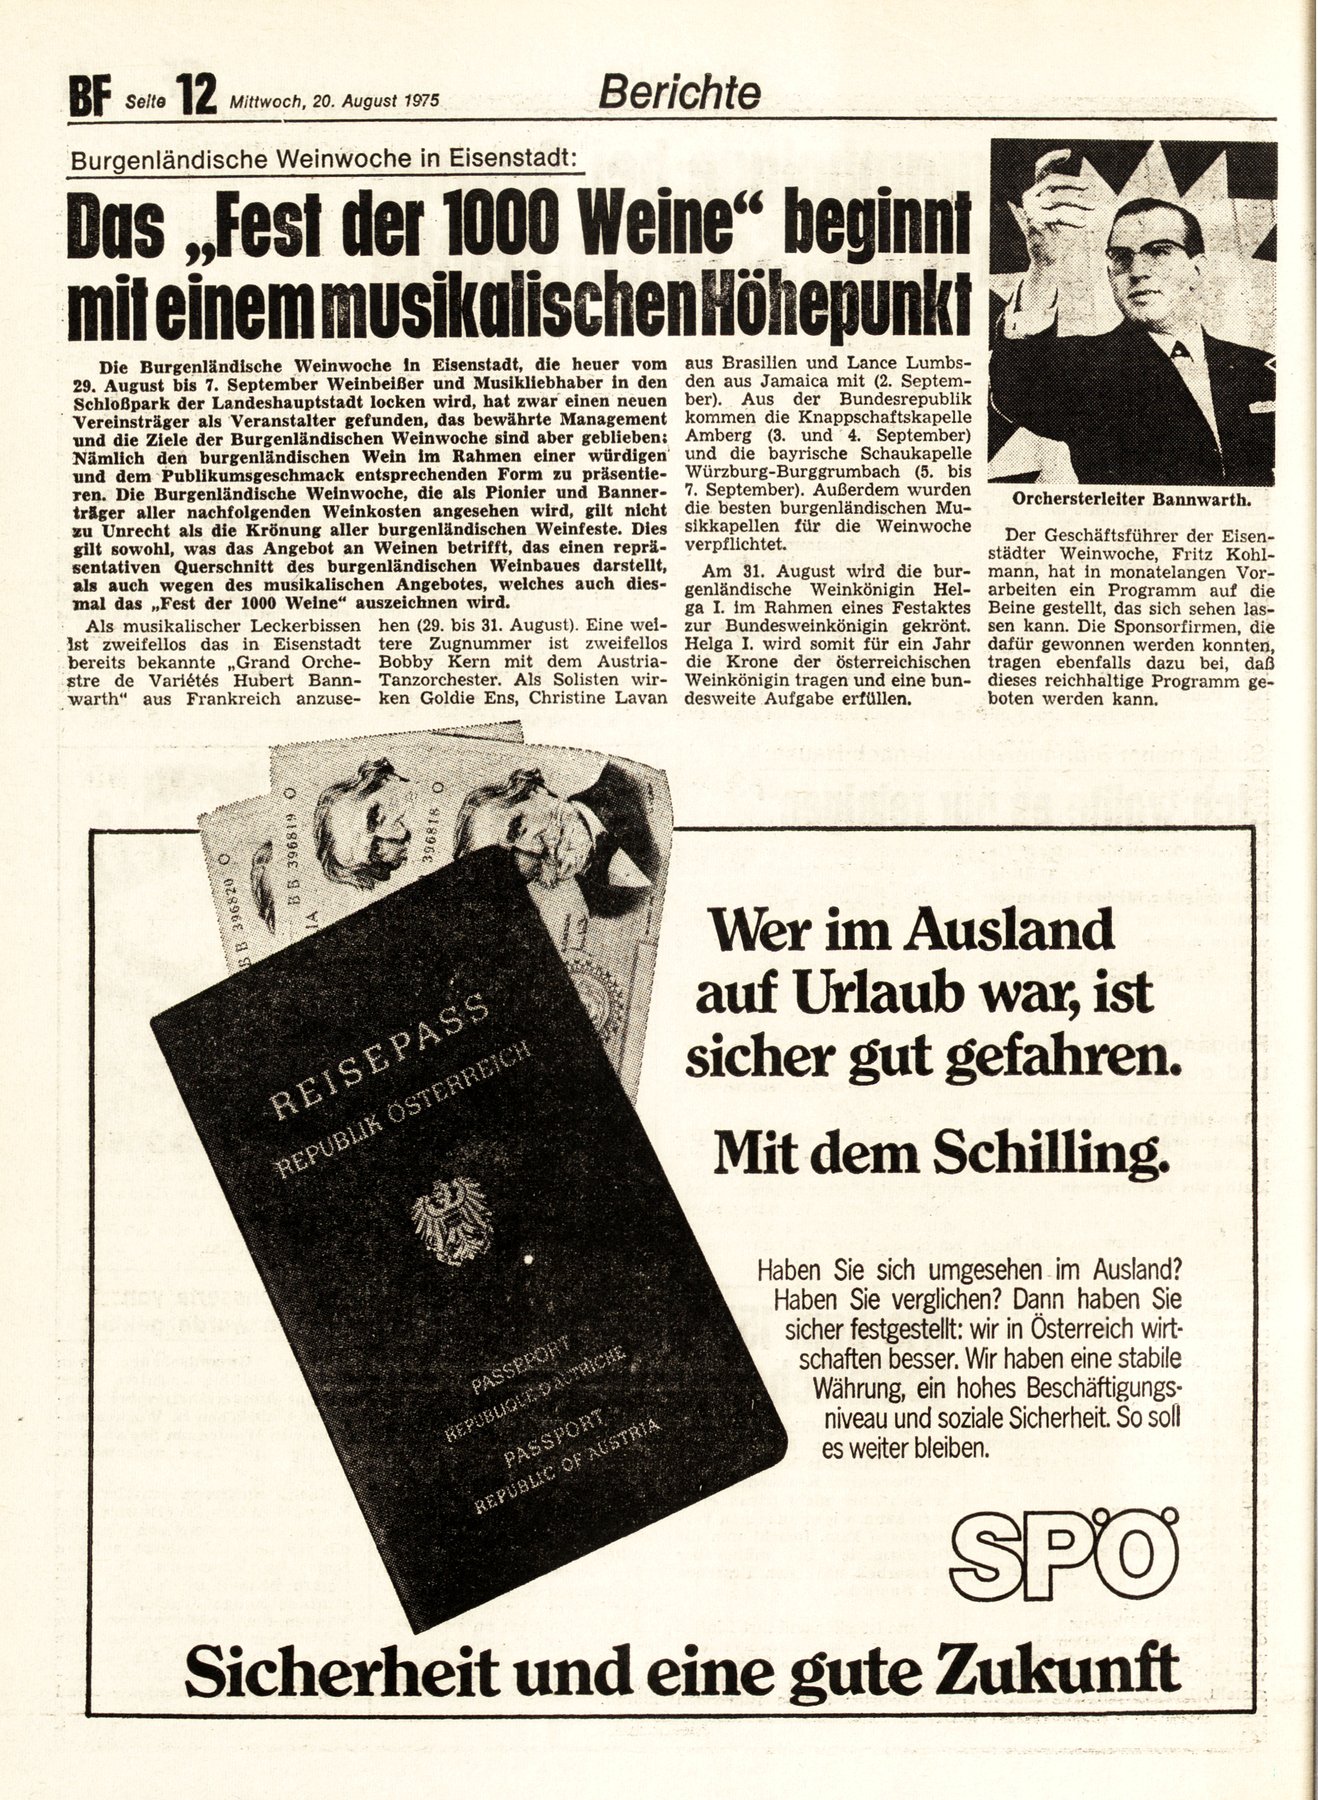 BF Seite 12 Mittwoch, 20. August 1975
Berichte
Burgenländische Weinwoche in Eisenstadt:
Das „Fest der 1000 Weine“ beginnt
mit einem musikalischen Höhepunkt
Die Burgenländische Weinwoche in Eisenstadt, die heuer vom
29. August bis 7. September Weinbeißer und Musikliebhaber in den
Schloßpark der Landeshauptstadt locken wird, hat zwar einen neuen
Vereinsträger als Veranstalter gefunden, das bewährte Management
und die Ziele der Burgenländischen Weinwoche sind aber geblieben:
Nämlich den burgenländischen Wein im Rahmen einer würdigen
und dem Publikumsgeschmack entsprechenden Form zu präsentie-
ren. Die Burgenländische Weinwoche, die als Pionier und Banner-
träger aller nachfolgenden Weinkosten angesehen wird, gilt nicht
zu Unrecht als die Krönung aller burgenländischen Weinfeste. Dies
gilt sowohl, was das Angebot an Weinen betrifft, das einen reprä-
sentativen Querschnitt des burgenländischen Weinbaues darstellt,
als auch wegen des musikalischen Angebotes, welches auch dies-
mal das „Fest der 1000 Weine“ auszeichnen wird.
Als musikalischer Leckerbissen
ist zweifellos das in Eisenstadt
bereits bekannte „Grand Orche-
stre de Variétés Hubert Bann-
warth“ aus Frankreich anzuse-
hen (29. bis 31. August). Eine wei-
tere Zugnummer ist zweifellos
Bobby Kern mit dem Austria-
Tanzorchester. Als Solisten wir-
ken Goldie Ens, Christine Lavan
aus Brasilien und Lance Lumbs-
den aus Jamaica mit (2. Septem-
ber). Aus der Bundesrepublik
kommen die Knappschaftskapelle
Amberg (3. und 4. September)
und die bayrische Schaukapelle
Würzburg-Burggrumbach (5. bis
7. September). Außerdem wurden
die besten burgenländischen Mu-
sikkapellen für die Weinwoche
verpflichtet.
Am 31. August wird die bur-
genländische Weinkönigin Hel-
ga I. im Rahmen eines Festaktes
zur Bundesweinkönigin gekrönt.
Helga I. wird somit für ein Jahr
die Krone der österreichischen
Weinkönigin tragen und eine bun-
desweite Aufgabe erfüllen.
Orchersterleiter Bannwarth.
Der Geschäftsführer der Eisen-
städter Weinwoche, Fritz Kohl-
mann, hat in monatelangen Vor-
arbeiten ein Programm auf die
Beine gestellt, das sich sehen las-
sen kann. Die Sponsorfirmen, die
dafür gewonnen werden konnten,
tragen ebenfalls dazu bei, daß
dieses reichhaltige Programm ge-
boten werden kann.
B B 396820 O
IA B B 396819 O
396818 O
REISEPASS
REPUBLIK ÖSTERREICH
PASSEPORT
REPUBLIQUE D'AUTRICHE
PASSPORT
REPUBLIC OF AUSTRIA
Wer im Ausland
auf Urlaub war, ist
sicher gut gefahren.
Mit dem Schilling.
Haben Sie sich umgesehen im Ausland?
Haben Sie verglichen? Dann haben Sie
sicher festgestellt: wir in Österreich wirt-
schaften besser. Wir haben eine stabile
Währung, ein hohes Beschäftigungs-
niveau und soziale Sicherheit. So soll
es weiter bleiben.
SPÖ
Sicherheit und eine gute Zukunft